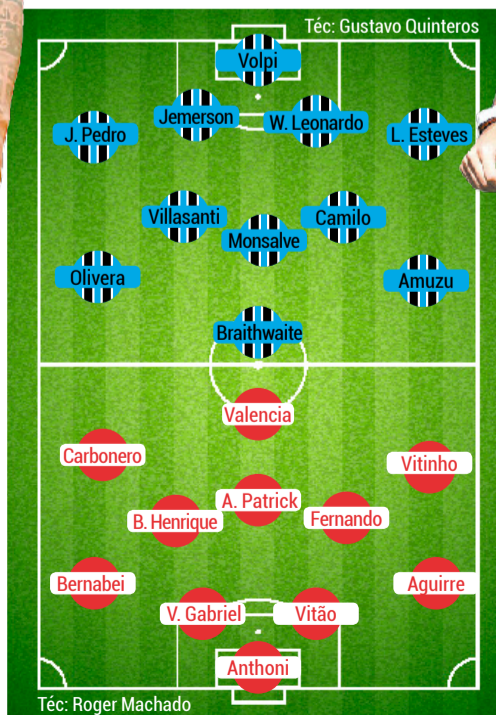 Téc: Gustavo Quinteros
Volpi
J. Pedro
Jemerson
W. Leonardo
L. Esteves
Villasanti
Monsalve
Camilo
Olivera
Amuzu
Braithwaite
Valencia
Carbonero
Vitinho
B. Henrique
A. Patrick
Fernando
Bernabei
Aguirre
V. Gabriel
Vitão
Anthoni
Téc: Roger Machado